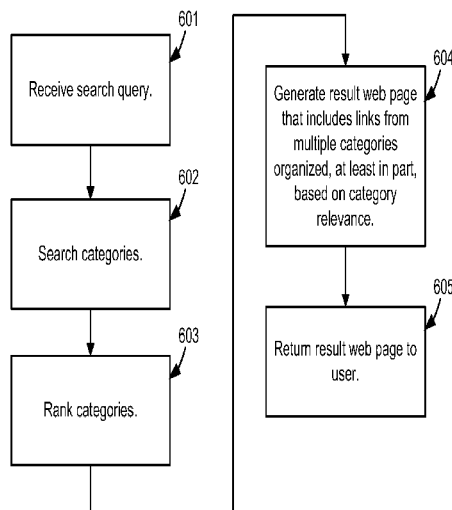 601
Receive search query.
602
Search categories.
603
Rank categories.
604
Generate result web page
that includes links from
multiple categories
organized, at least in part,
based on category
relevance.
605
Return result web page to
user.